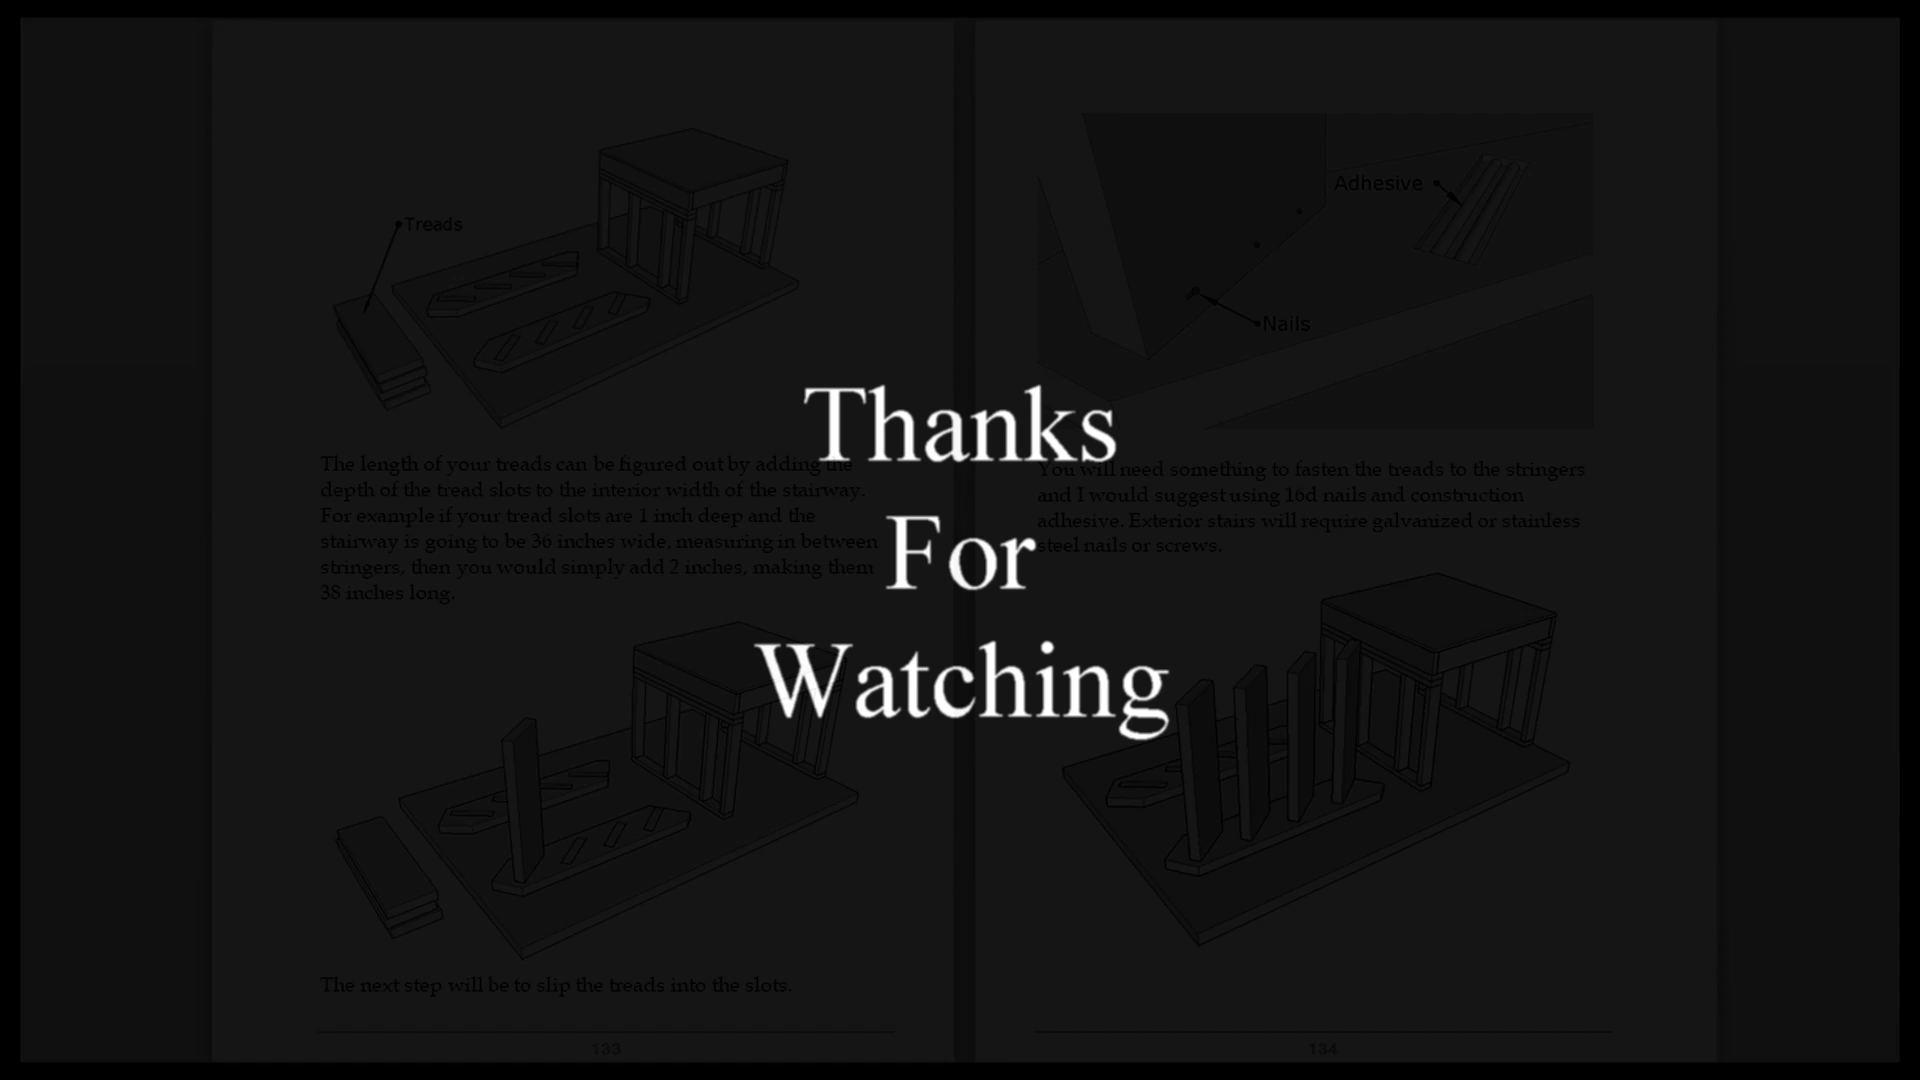 Treads
The length of your treads can be figured out by adding the
depth of the tread slots to the interior width of the stairway.
For example if your tread slots are 1 inch deep and the
stairway is going to be 36 inches wide, measuring in between
stringers, then you would simply add 2 inches, making them
38 inches long.
The next step will be to slip the treads into the slots.
133
Adhesive
Nails
You will need something to fasten the treads to the stringers
and I would suggest using 16d nails and construction
adhesive. Exterior stairs will require galvanized or stainless
steel nails or screws.
134
Thanks
For
Watching